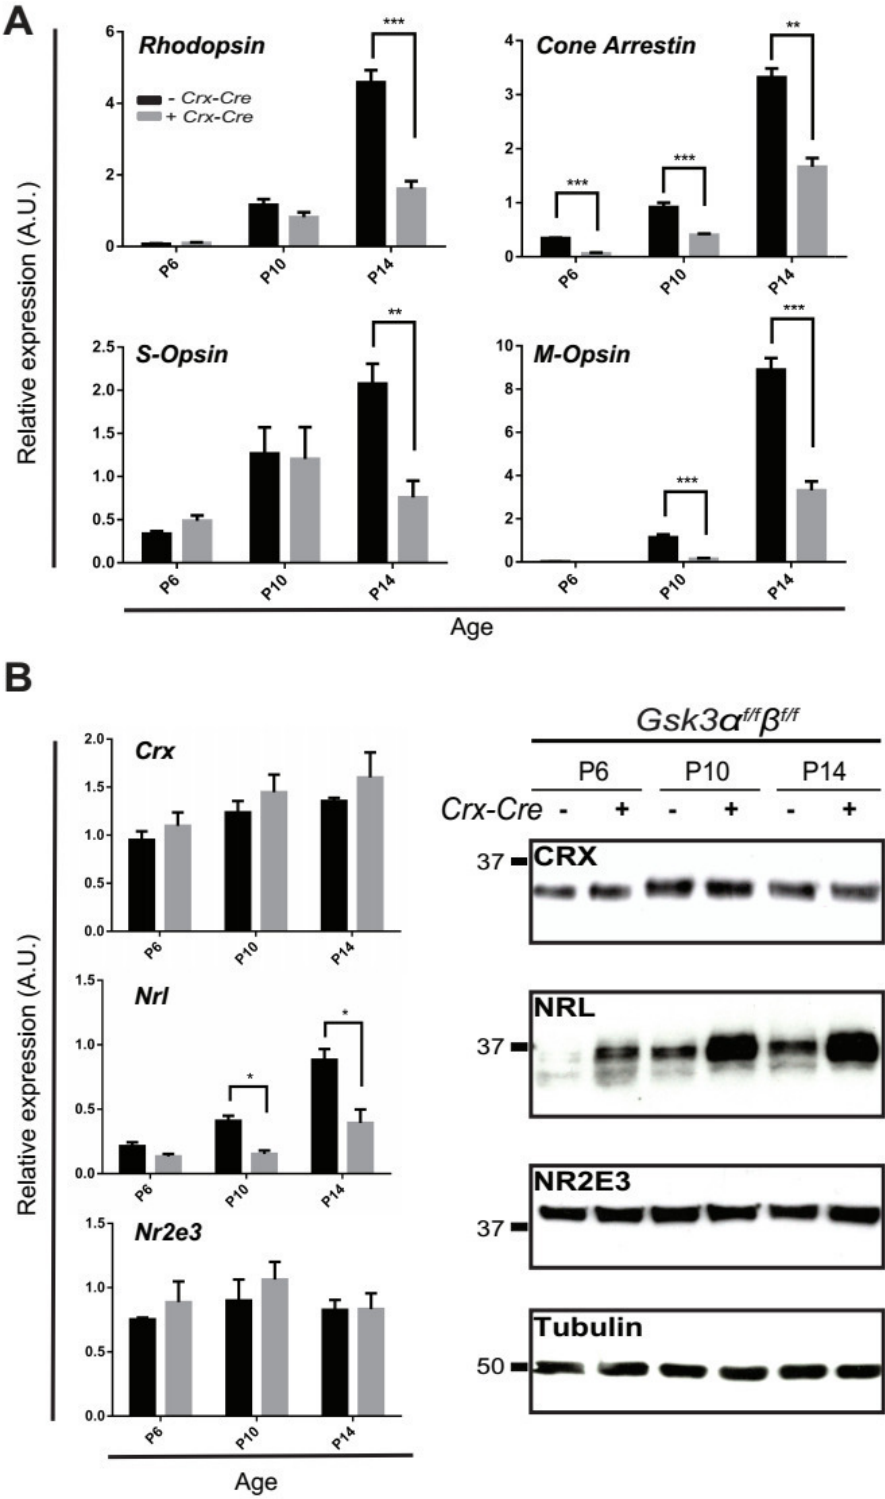 A
Relative expression (A.U.)
Rhodopsin
- Crx-Cre
+ Crx-Cre
***
6
4
2
0
P6
P10
P14
Cone Arrestin
***
***
**
4
3
2
1
0
P6
P10
P14
S-Opsin
**
2.5
2.0
1.5
1.0
0.5
0.0
P6
P10
P14
M-Opsin
***
***
10
8
6
4
2
0
P6
P10
P14
Age
B
Relative expression (A.U.)
Crx
2.0
1.5
1.0
0.5
0.0
P6
P10
P14
Nrl
*
*
1.5
1.0
0.5
0.0
P6
P10
P14
Nr2e3
1.5
1.0
0.5
0.0
P6
P10
P14
Age
Gsk3αf/fβf/f
P6 P10 P14
Crx-Cre - + - + - +
37 CRX
NRL
37
NR2E3
37
Tubulin
50